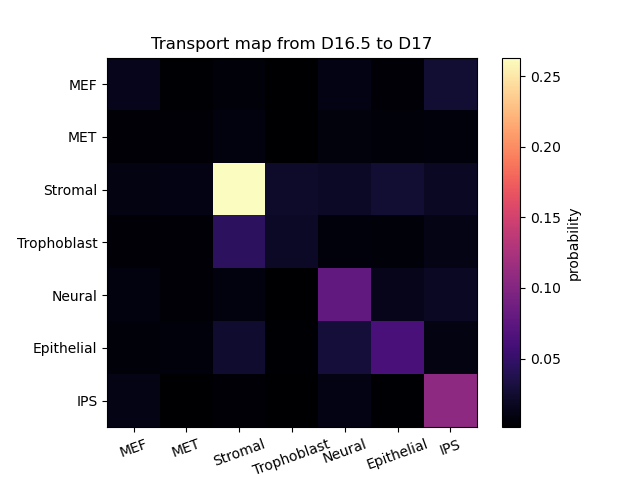 Transport map from D16.5 to D17
MEF
MET
Stromal
Trophoblast
Neural
Epithelial
IPS
MEF
MET
Stromal
Trophoblast
Neural
Epithelial
IPS
0.25
0.20
0.15
0.10
0.05
probability